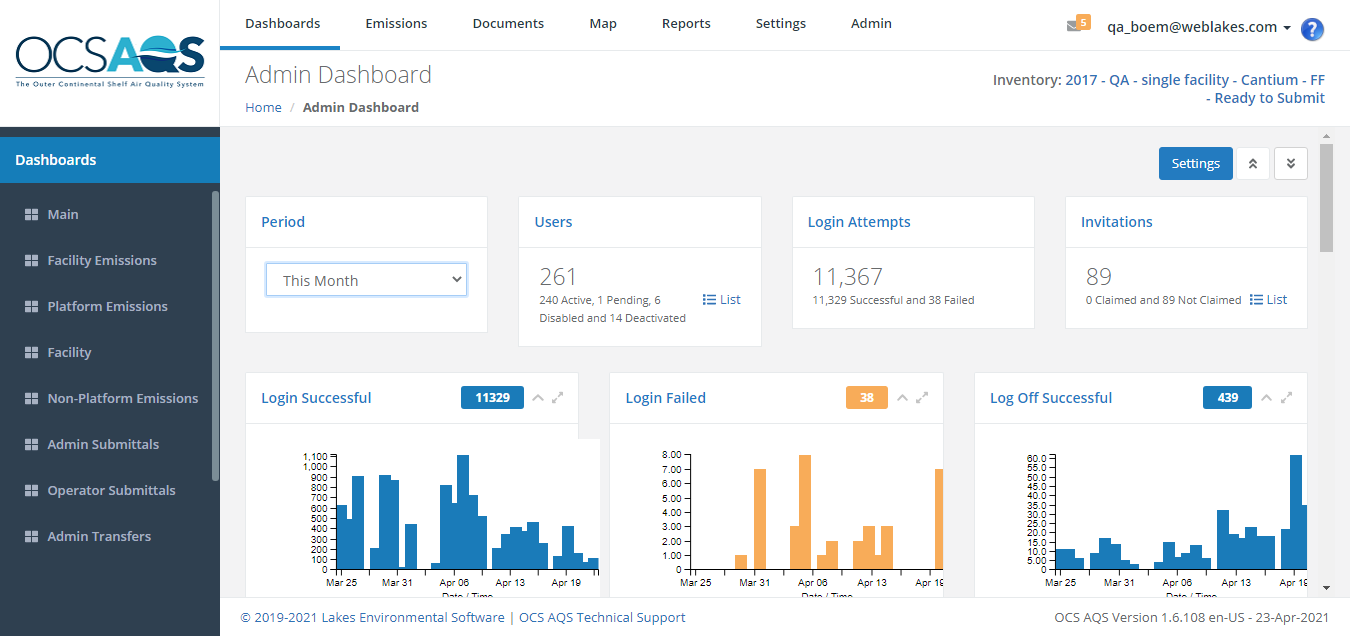 OCSAQS
The Outer Continental Shelf Air Quality System
Dashboards Emissions Documents Map Reports Settings Admin
5 qa_boem@weblakes.com ?
Admin Dashboard
Home / Admin Dashboard
Inventory: 2017 - QA - single facility - Cantium - FF
- Ready to Submit
Dashboards
Main
Facility Emissions
Platform Emissions
Facility
Non-Platform Emissions
Admin Submittals
Operator Submittals
Admin Transfers
Settings
Period
This Month
Users
261
240 Active, 1 Pending, 6
Disabled and 14 Deactivated
List
Login Attempts
11,367
11,329 Successful and 38 Failed
Invitations
89
0 Claimed and 89 Not Claimed
List
Login Successful 11329
1,100
1,000
900
800
700
600
500
400
300
200
100
0
Mar 25 Mar 31 Apr 06 Apr 13 Apr 19
Date / Time
Login Failed 38
8.00
7.00
6.00
5.00
4.00
3.00
2.00
1.00
0
Mar 25 Mar 31 Apr 06 Apr 13 Apr 19
Date / Time
Log Off Successful 439
60.0
55.0
50.0
45.0
40.0
35.0
30.0
25.0
20.0
15.0
10.0
5.00
0
Mar 25 Mar 31 Apr 06 Apr 13 Apr 19
Date / Time
© 2019-2021 Lakes Environmental Software | OCS AQS Technical Support
OCS AQS Version 1.6.108 en-US - 23-Apr-2021